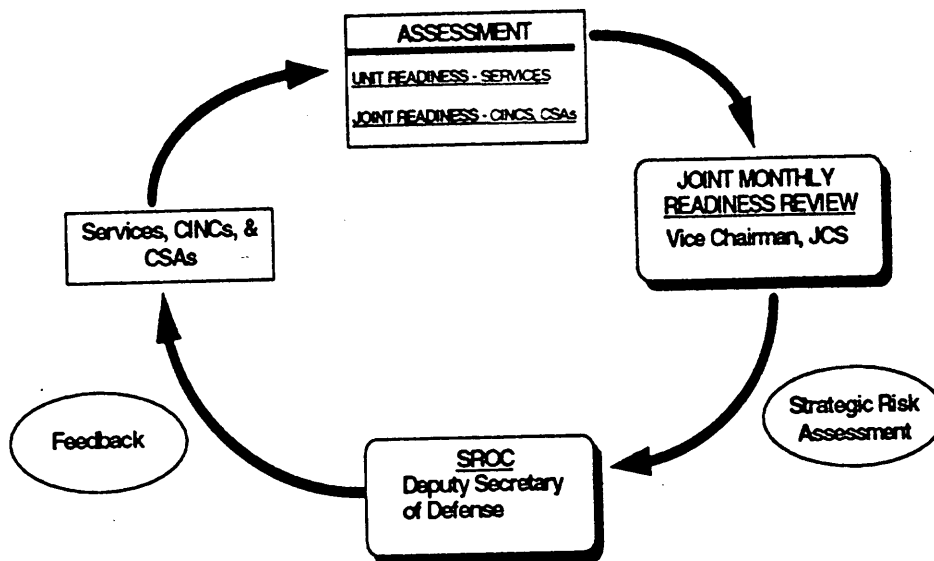 ASSESSMENT
UNIT READINESS - SERVICES
JOINT READINESS - CINCS, CSAs
JOINT MONTHLY
READINESS REVIEW
Vice Chairman, JCS
Services, CINCs, &
CSAs
Strategic Risk
Assessment
Feedback
SROC
Deputy Secretary
of Defense